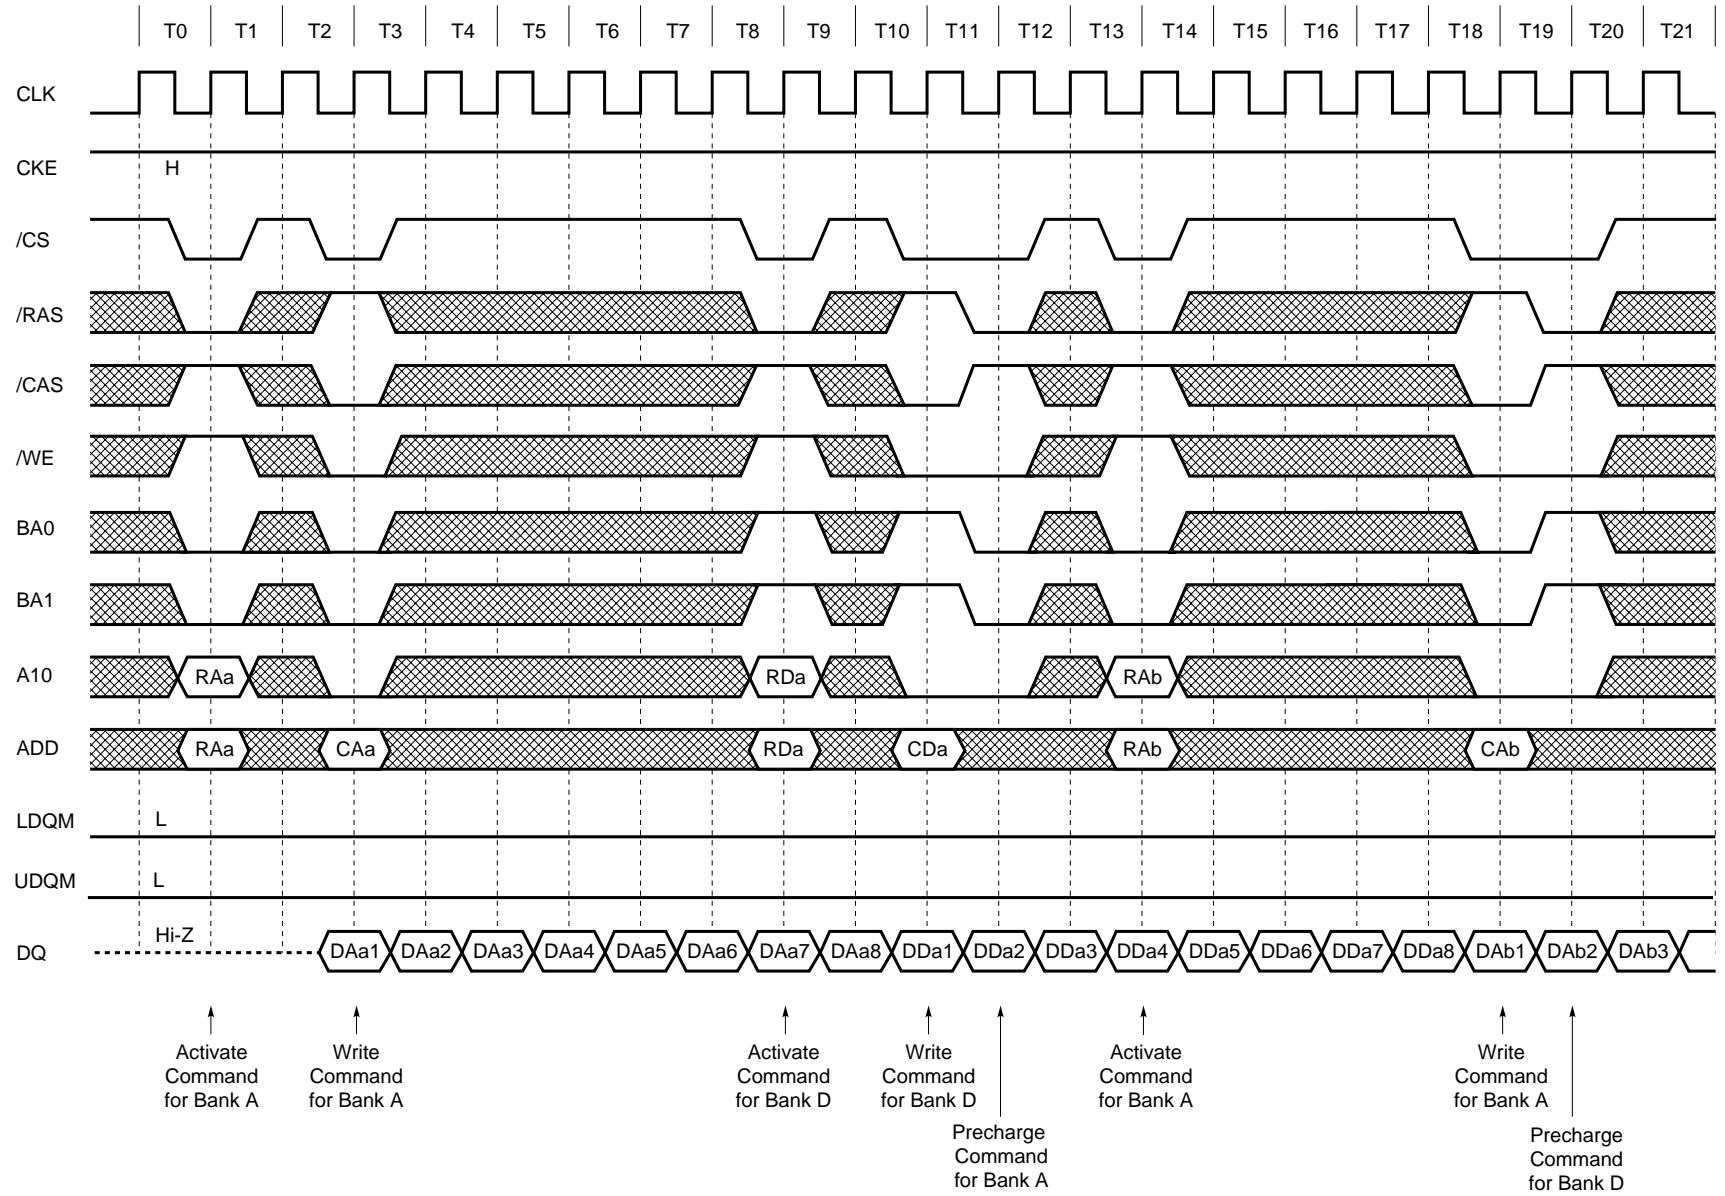 T0 T1 T2 T3 T4 T5 T6 T7 T8 T9 T10 T11 T12 T13 T14 T15 T16 T17 T18 T19 T20 T21
CLK
CKE H
/CS
/RAS
/CAS
/WE
BA0
BA1
A10 RAa RDa RAb
ADD RAa CAa RDa CDa RAb CAb
LDQM L
UDQM L
DQ Hi-Z DAa1 DAa2 DAa3 DAa4 DAa5 DAa6 DAa7 DAa8 DDa1 DDa2 DDa3 DDa4 DDa5 DDa6 DDa7 DDa8 DAb1 DAb2 DAb3
Activate
Command
for Bank A
Write
Command
for Bank A
Activate
Command
for Bank D
Write
Command
for Bank D
Precharge
Command
for Bank A
Activate
Command
for Bank A
Write
Command
for Bank A
Precharge
Command
for Bank D